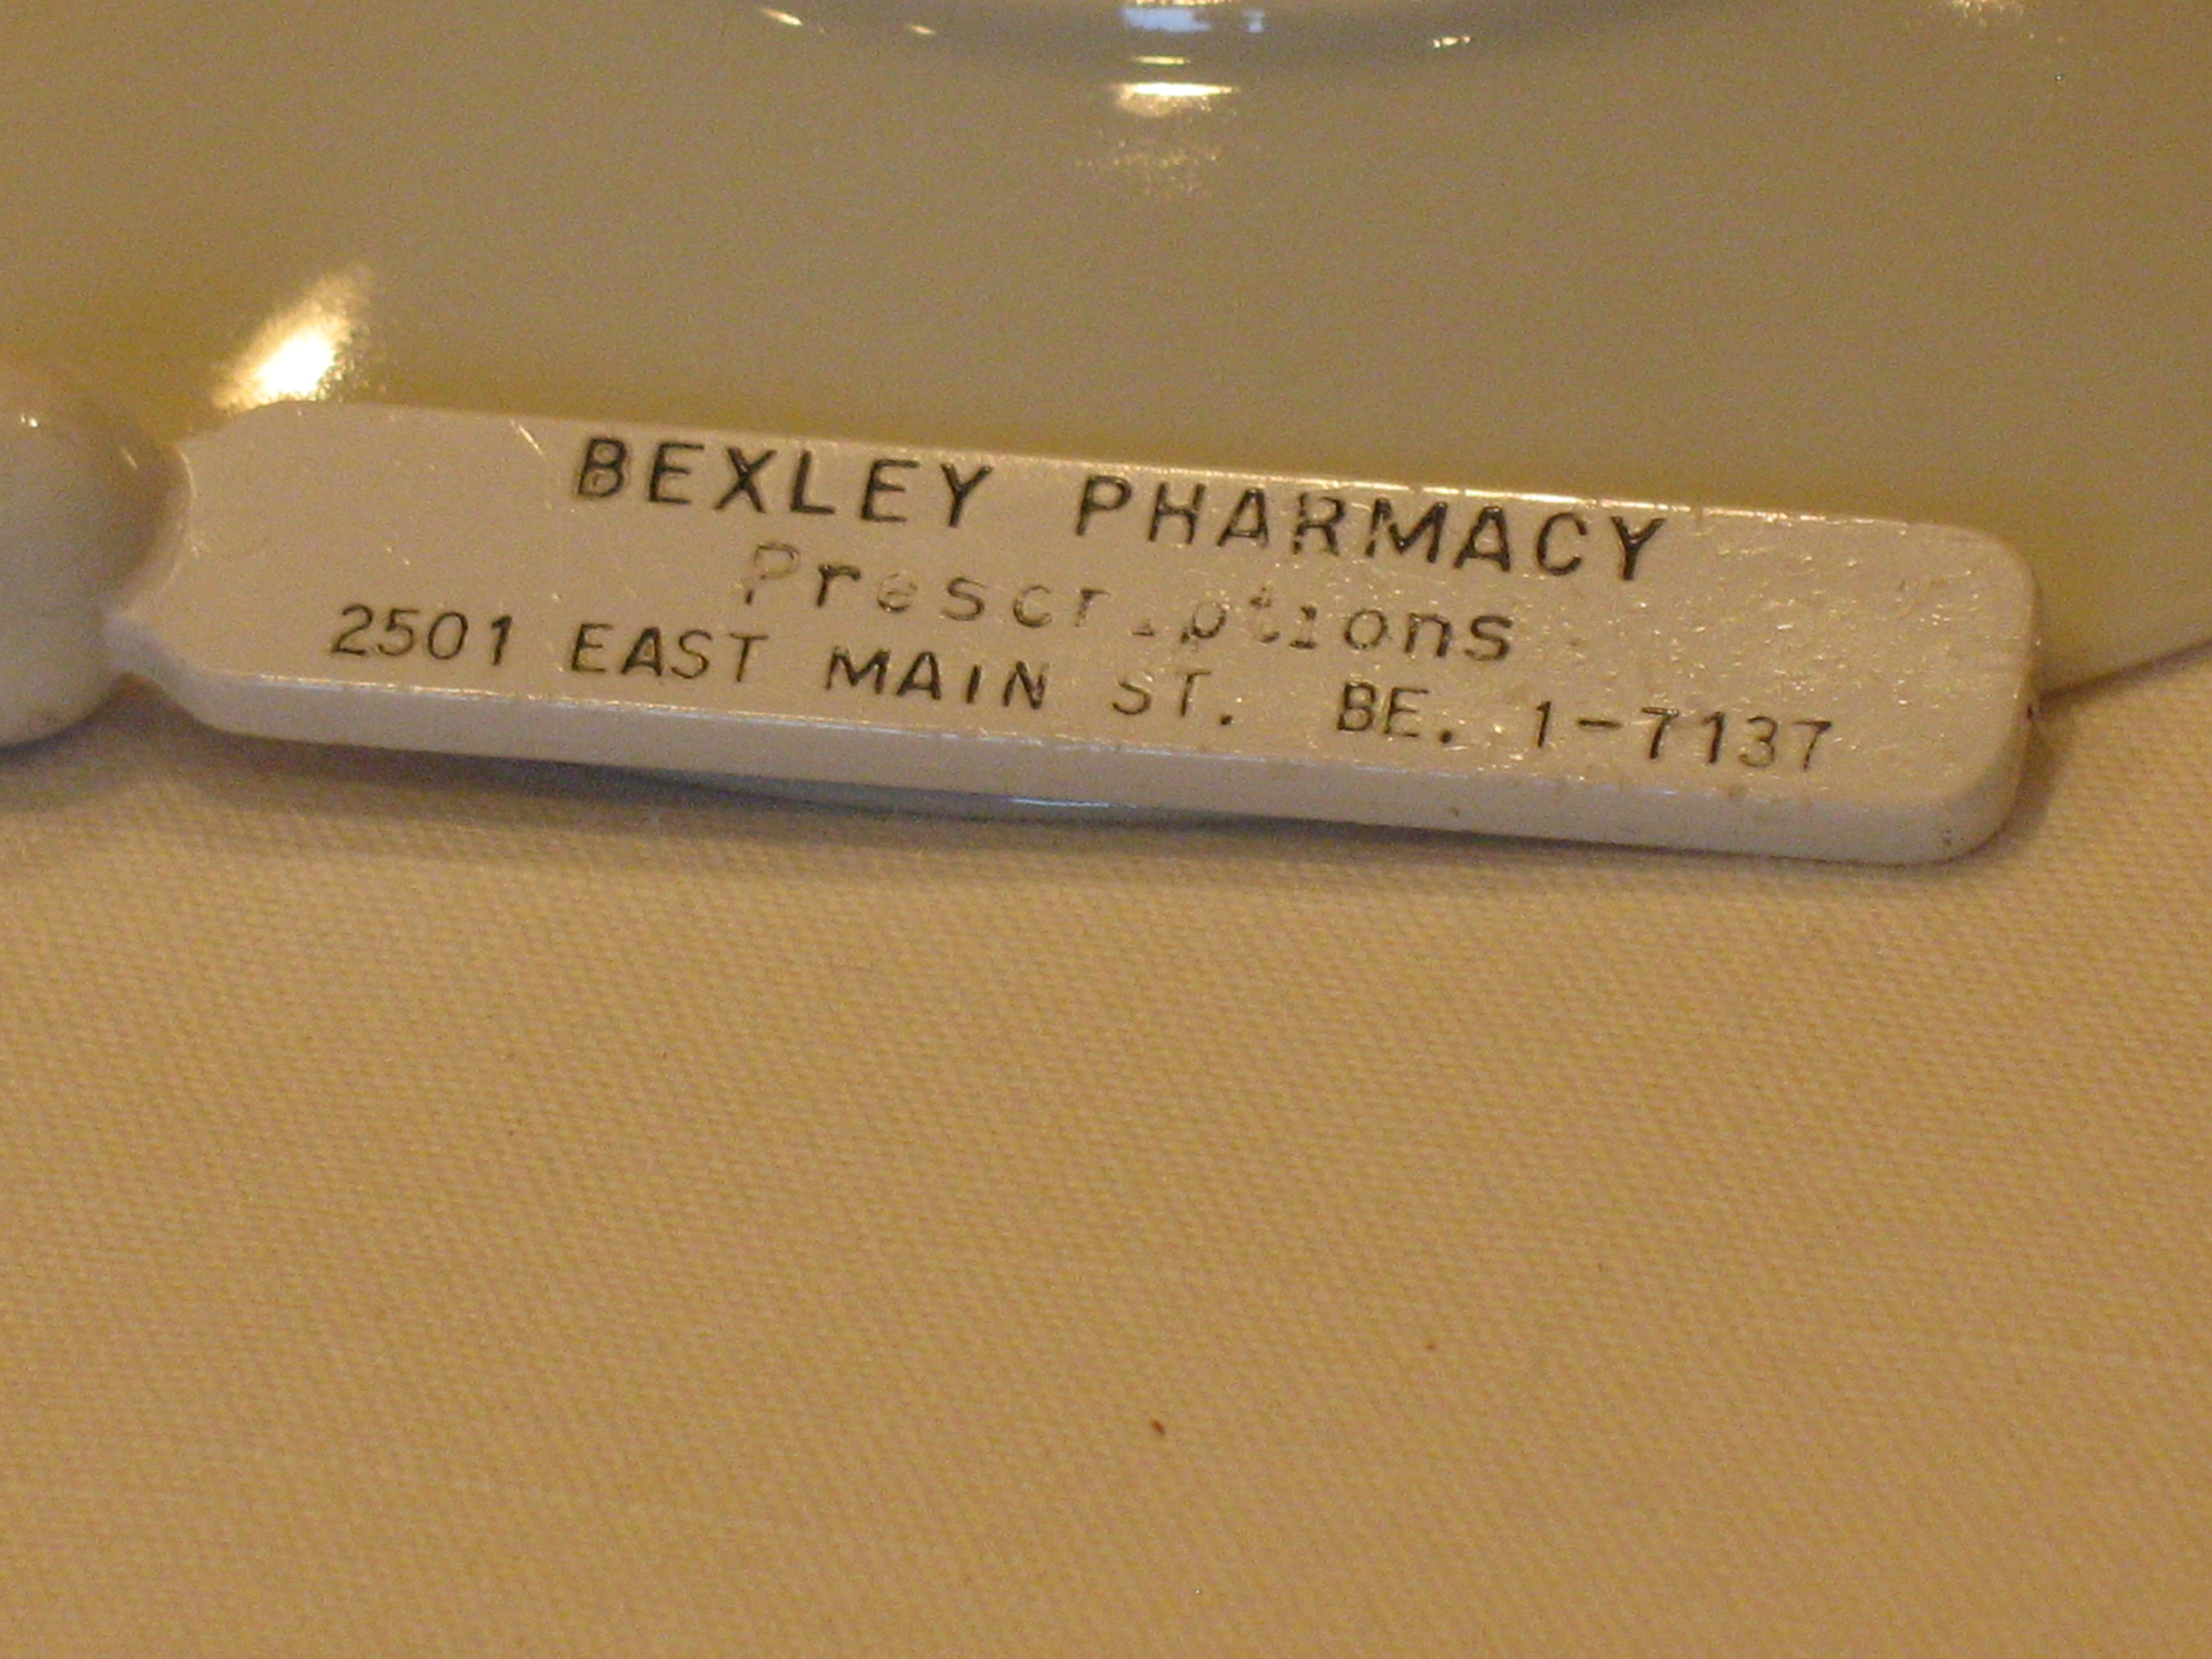 BEXLEY PHARMACY
Prescriptions
2501 EAST MAIN ST. BE. 1-7137